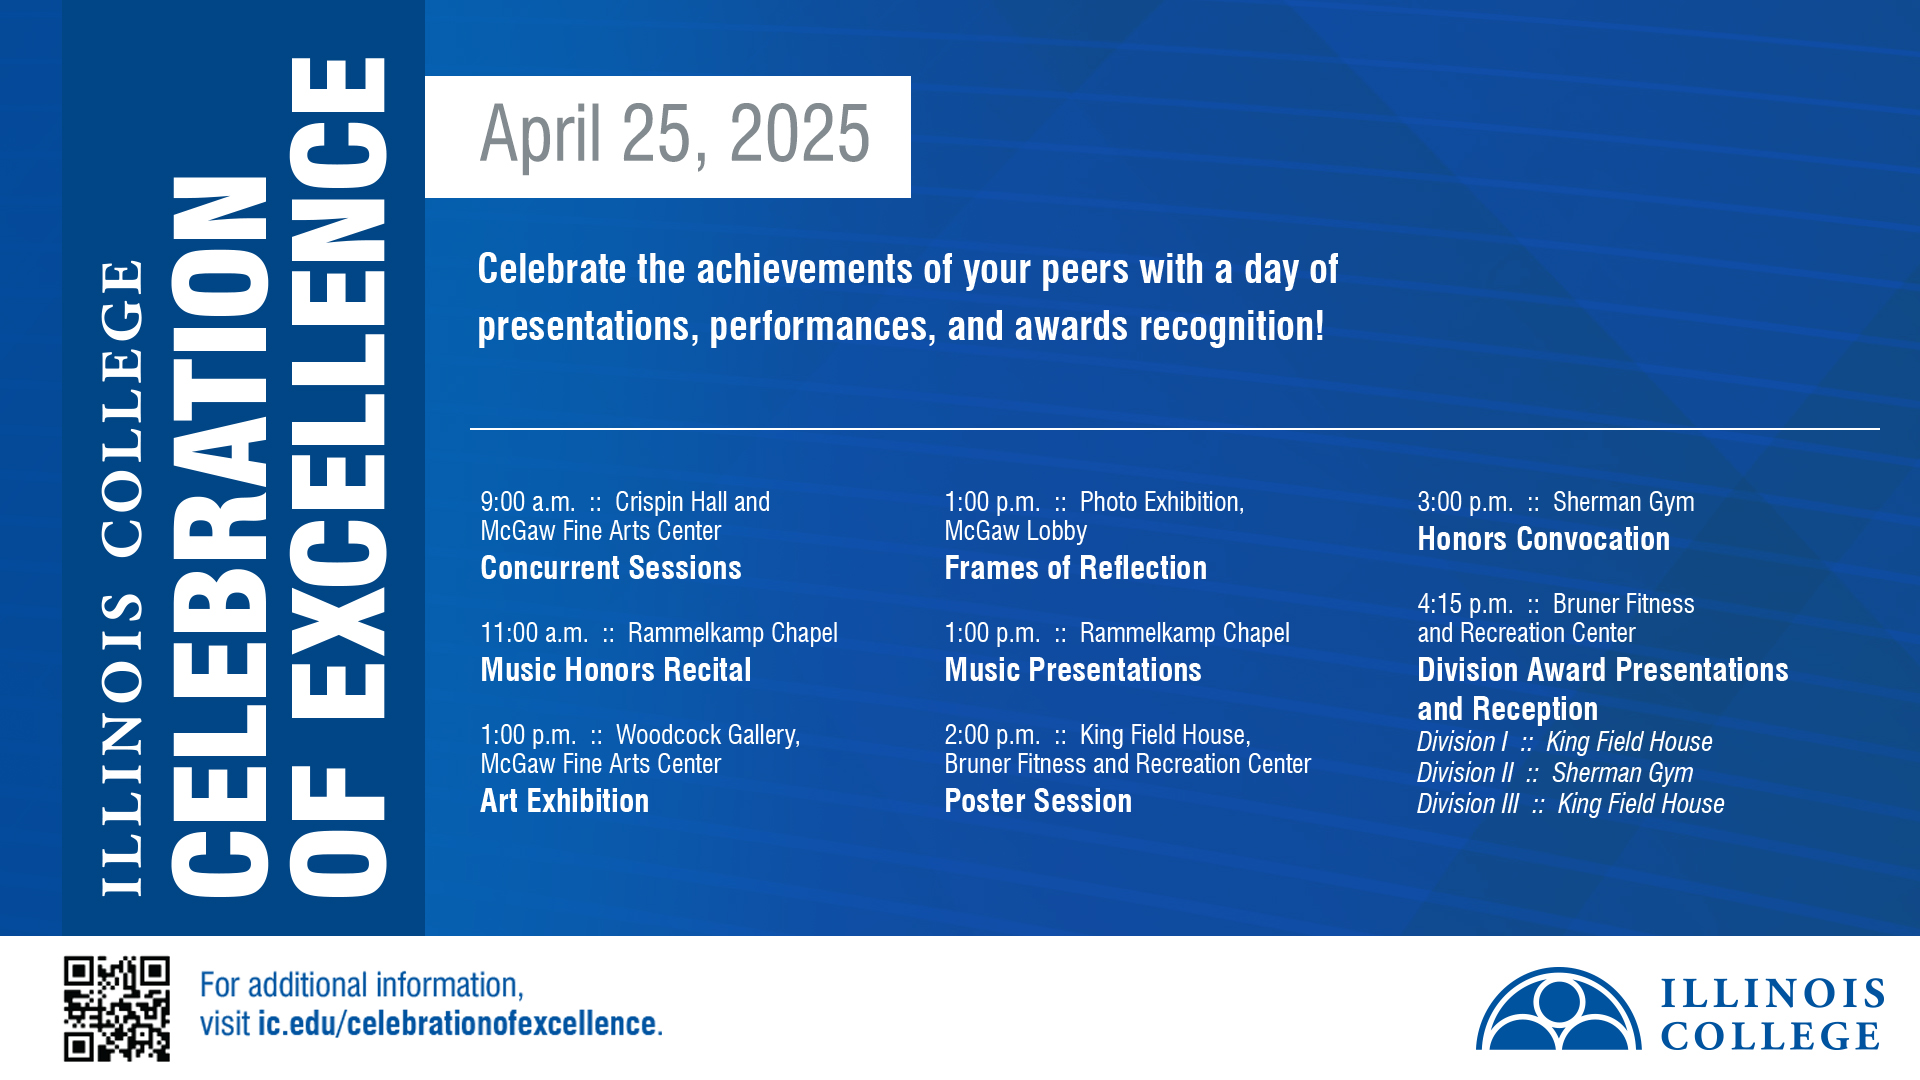 ILLINOIS COLLEGE
CELEBRATION
OF EXCELLENCE
April 25, 2025
Celebrate the achievements of your peers with a day of
presentations, performances, and awards recognition!
9:00 a.m. :: Crispin Hall and
McGaw Fine Arts Center
Concurrent Sessions
11:00 a.m. :: Rammelkamp Chapel
Music Honors Recital
1:00 p.m. :: Woodcock Gallery,
McGaw Fine Arts Center
Art Exhibition
1:00 p.m. :: Photo Exhibition,
McGaw Lobby
Frames of Reflection
1:00 p.m. :: Rammelkamp Chapel
Music Presentations
2:00 p.m. :: King Field House,
Bruner Fitness and Recreation Center
Poster Session
3:00 p.m. :: Sherman Gym
Honors Convocation
4:15 p.m. :: Bruner Fitness
and Recreation Center
Division Award Presentations
and Reception
Division I :: King Field House
Division II :: Sherman Gym
Division III :: King Field House
For additional information,
visit ic.edu/celebrationofexcellence.
ILLINOIS
COLLEGE